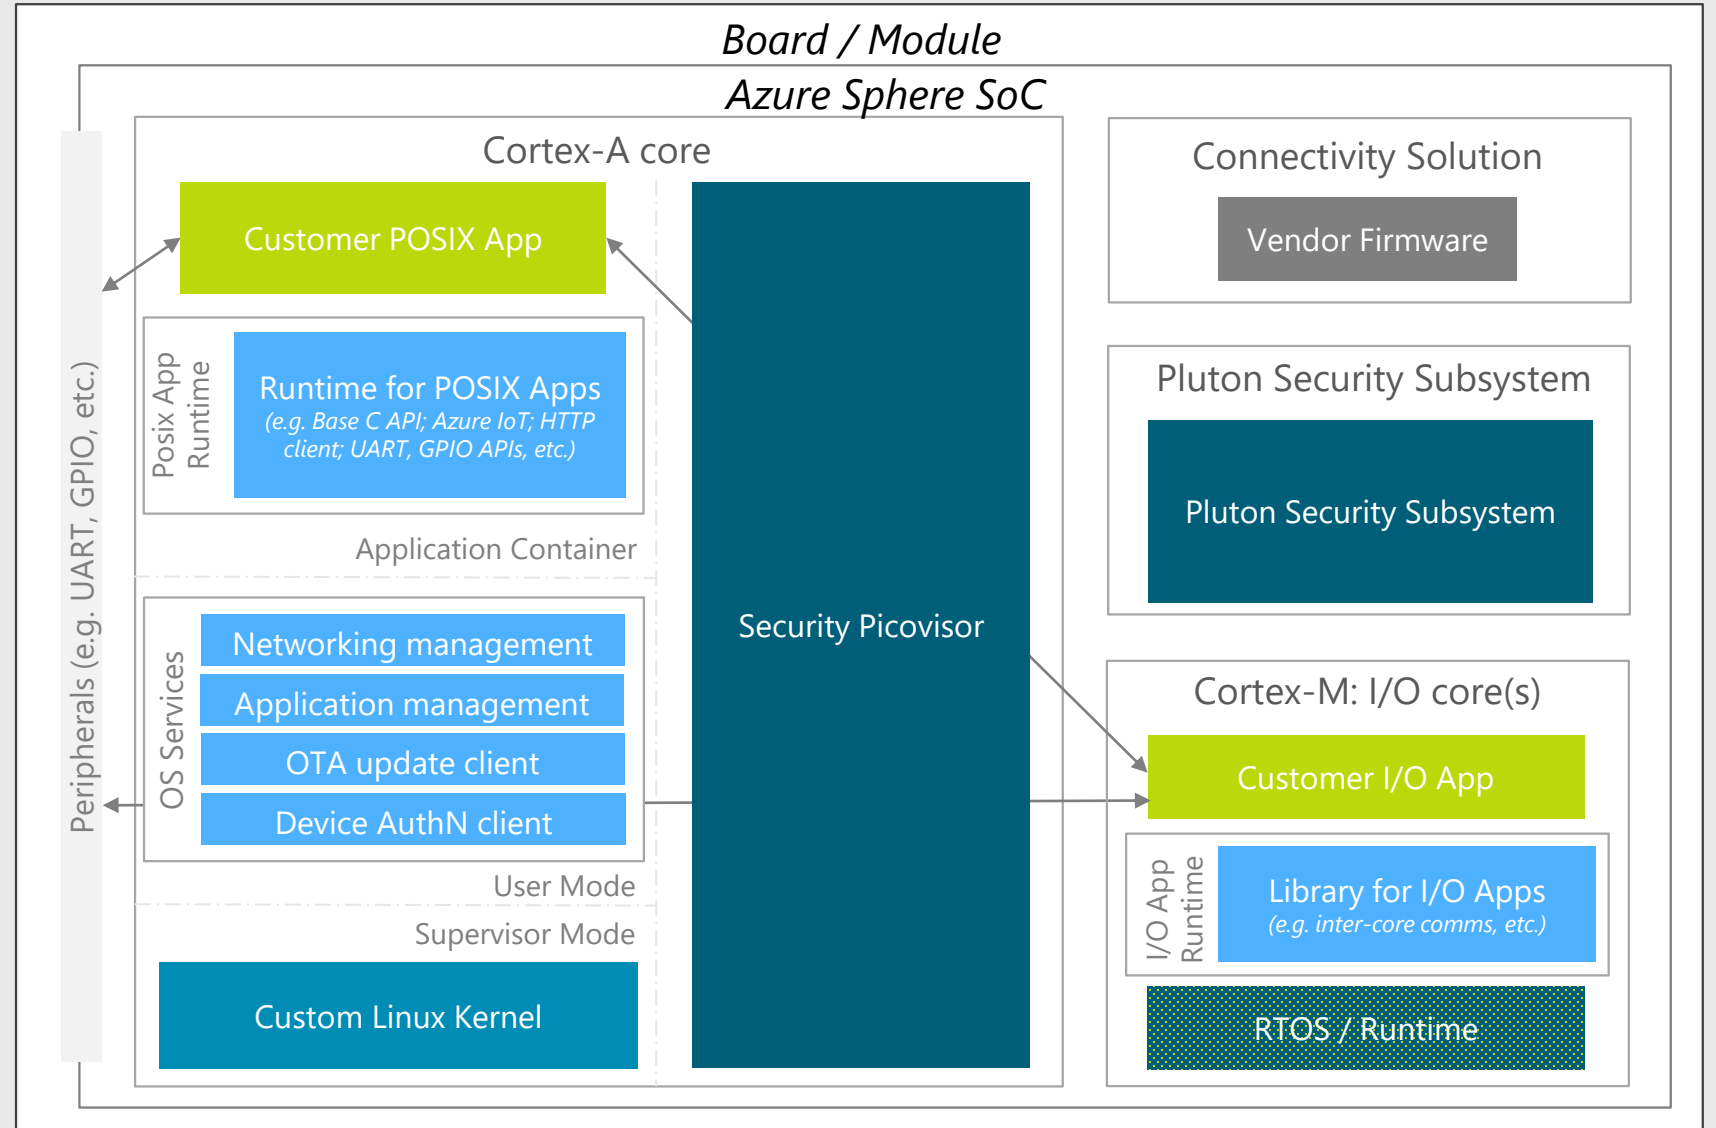 Board / Module
Azure Sphere SoC
Peripherals (e.g. UART, GPIO, etc.)
Cortex-A core
Customer POSIX App
Posix App
Runtime
Runtime for POSIX Apps
(e.g. Base C API; Azure IoT; HTTP
client; UART, GPIO APIs, etc.)
Application Container
OS Services
Networking management
Application management
OTA update client
Device AuthN client
User Mode
Supervisor Mode
Custom Linux Kernel
Security Picovisor
Connectivity Solution
Vendor Firmware
Pluton Security Subsystem
Pluton Security Subsystem
Cortex-M: I/O core(s)
Customer I/O App
I/O App
Runtime
Library for I/O Apps
(e.g. inter-core comms, etc.)
RTOS / Runtime